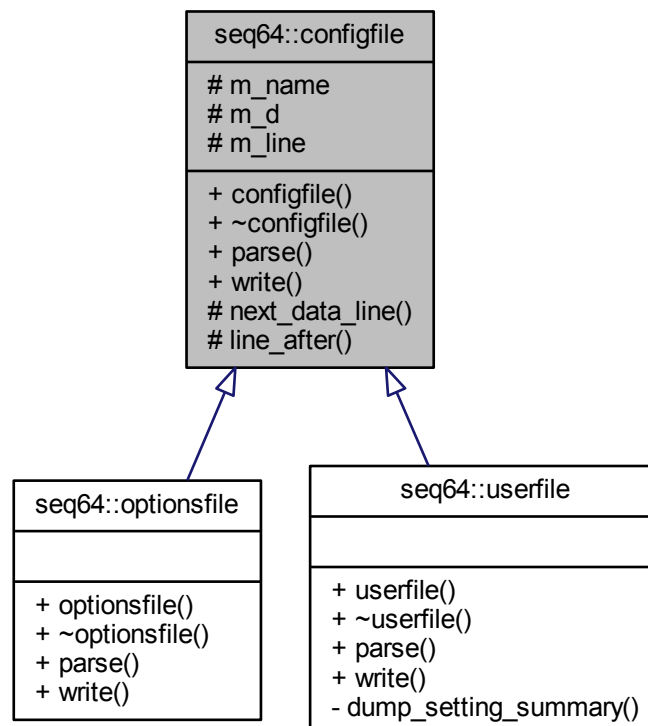 seq64::configfile
# m_name
# m_d
# m_line
+ configfile()
+ ~configfile()
+ parse()
+ write()
# next_data_line()
# line_after()
seq64::optionsfile
+ optionsfile()
+ ~optionsfile()
+ parse()
+ write()
seq64::userfile
+ userfile()
+ ~userfile()
+ parse()
+ write()
- dump_setting_summary()